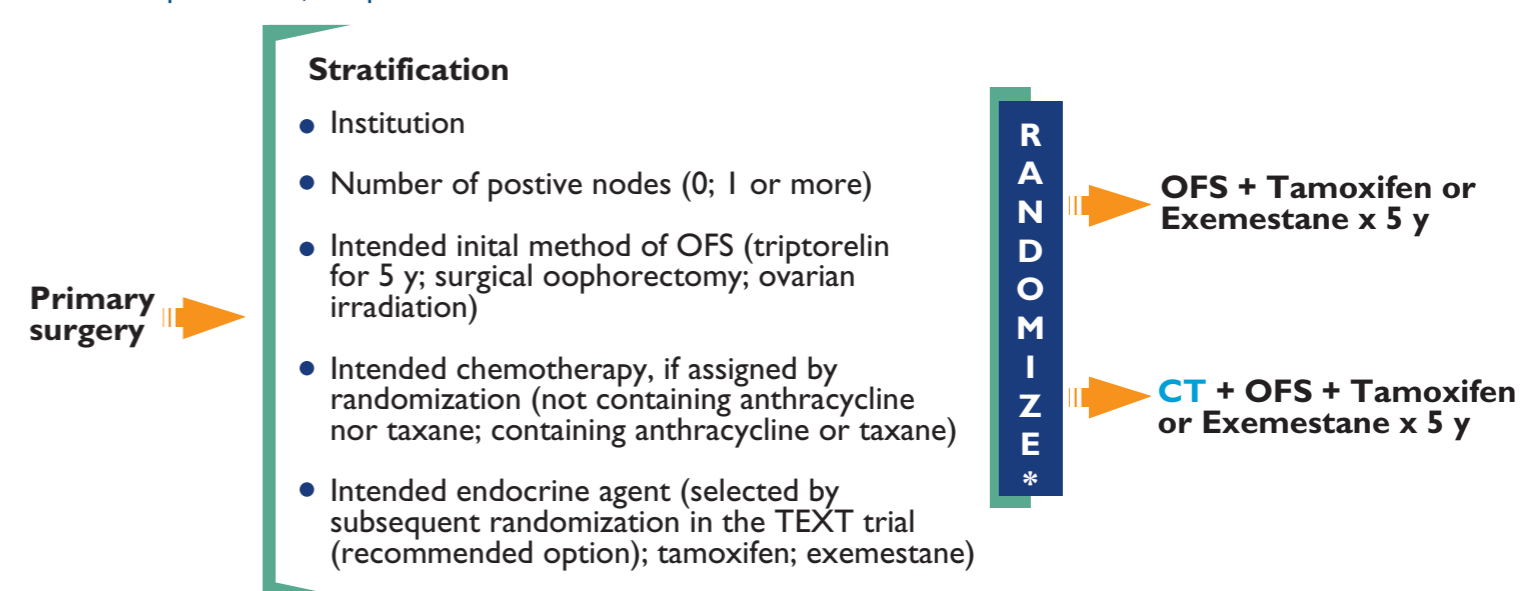 Stratification
• Institution
• Number of postive nodes (0; 1 or more)
• Intended inital method of OFS (triptorelin
for 5 y; surgical oophorectomy; ovarian
irradiation)
• Intended chemotherapy, if assigned by
randomization (not containing anthracycline
nor taxane; containing anthracycline or taxane)
• Intended endocrine agent (selected by
subsequent randomization in the TEXT trial
(recommended option); tamoxifen; exemestane)
Primary
surgery
R
A
N
D
O
M
I
Z
E
*
OFS + Tamoxifen or
Exemestane x 5 y
CT + OFS + Tamoxifen
or Exemestane x 5 y